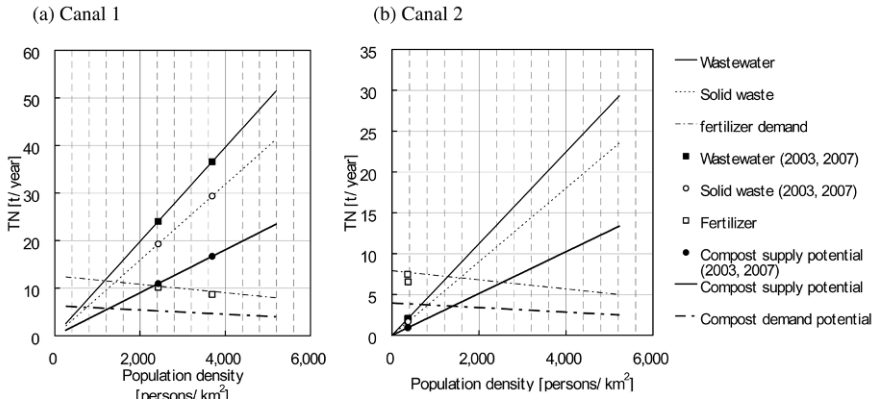 (a) Canal 1
(b) Canal 2
TN [t/ year]
60
50
40
30
20
10
0
0
2,000
4,000
6,000
Population density
[persons/ km²]
TN [t/ year]
35
30
25
20
15
10
5
0
0
2,000
4,000
6,000
Population density [persons/ km²]
Wastewater
Solid waste
fertilizer demand
Wastewater (2003, 2007)
Solid waste (2003, 2007)
Fertilizer
Compost supply potential
(2003, 2007)
Compost supply potential
Compost demand potential